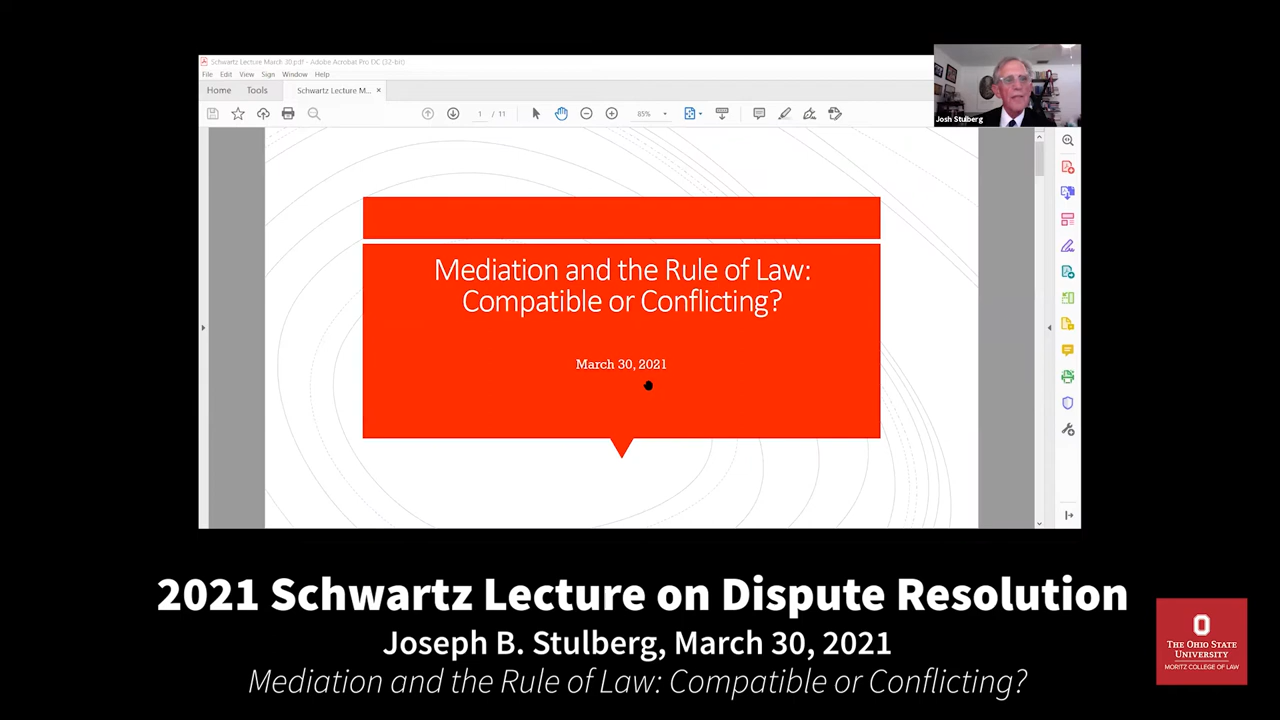 Schwartz Lecture March 30.pdf - Adobe Acrobat Pro DC (32-bit)
File Edit View Sign Window Help
Home Tools Schwartz Lecture M... ×
1 / 11 85%
Josh Stulberg
Mediation and the Rule of Law:
Compatible or Conflicting?
March 30, 2021
2021 Schwartz Lecture on Dispute Resolution
Joseph B. Stulberg, March 30, 2021
Mediation and the Rule of Law: Compatible or Conflicting?
THE OHIO STATE
UNIVERSITY
MORITZ COLLEGE OF LAW